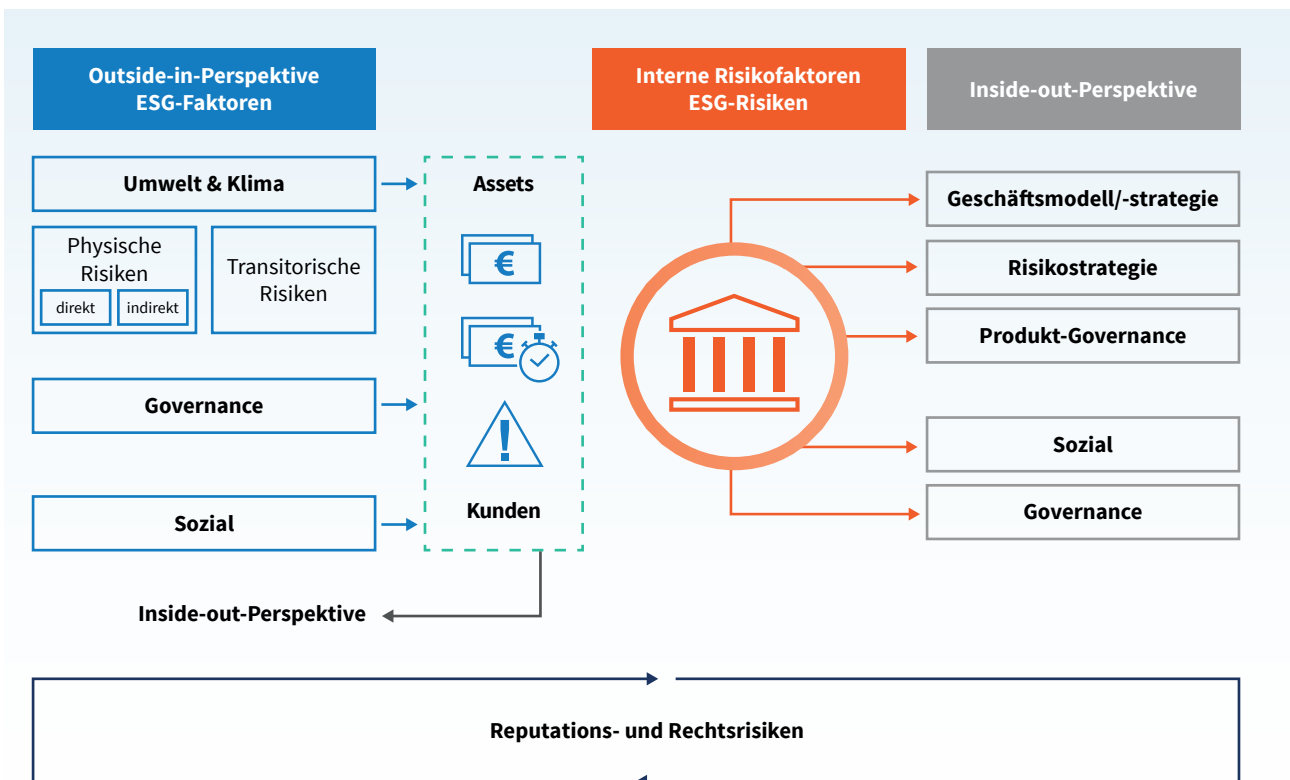 Outside-in-Perspektive
ESG-Faktoren
Interne Risikofaktoren
ESG-Risiken
Inside-out-Perspektive
Umwelt & Klima
Physische
Risiken
direkt
indirekt
Transitorische
Risiken
Governance
Sozial
Assets
€
€
!
Kunden
Inside-out-Perspektive
Geschäftsmodell/-strategie
Risikostrategie
Produkt-Governance
Sozial
Governance
Reputations- und Rechtsrisiken